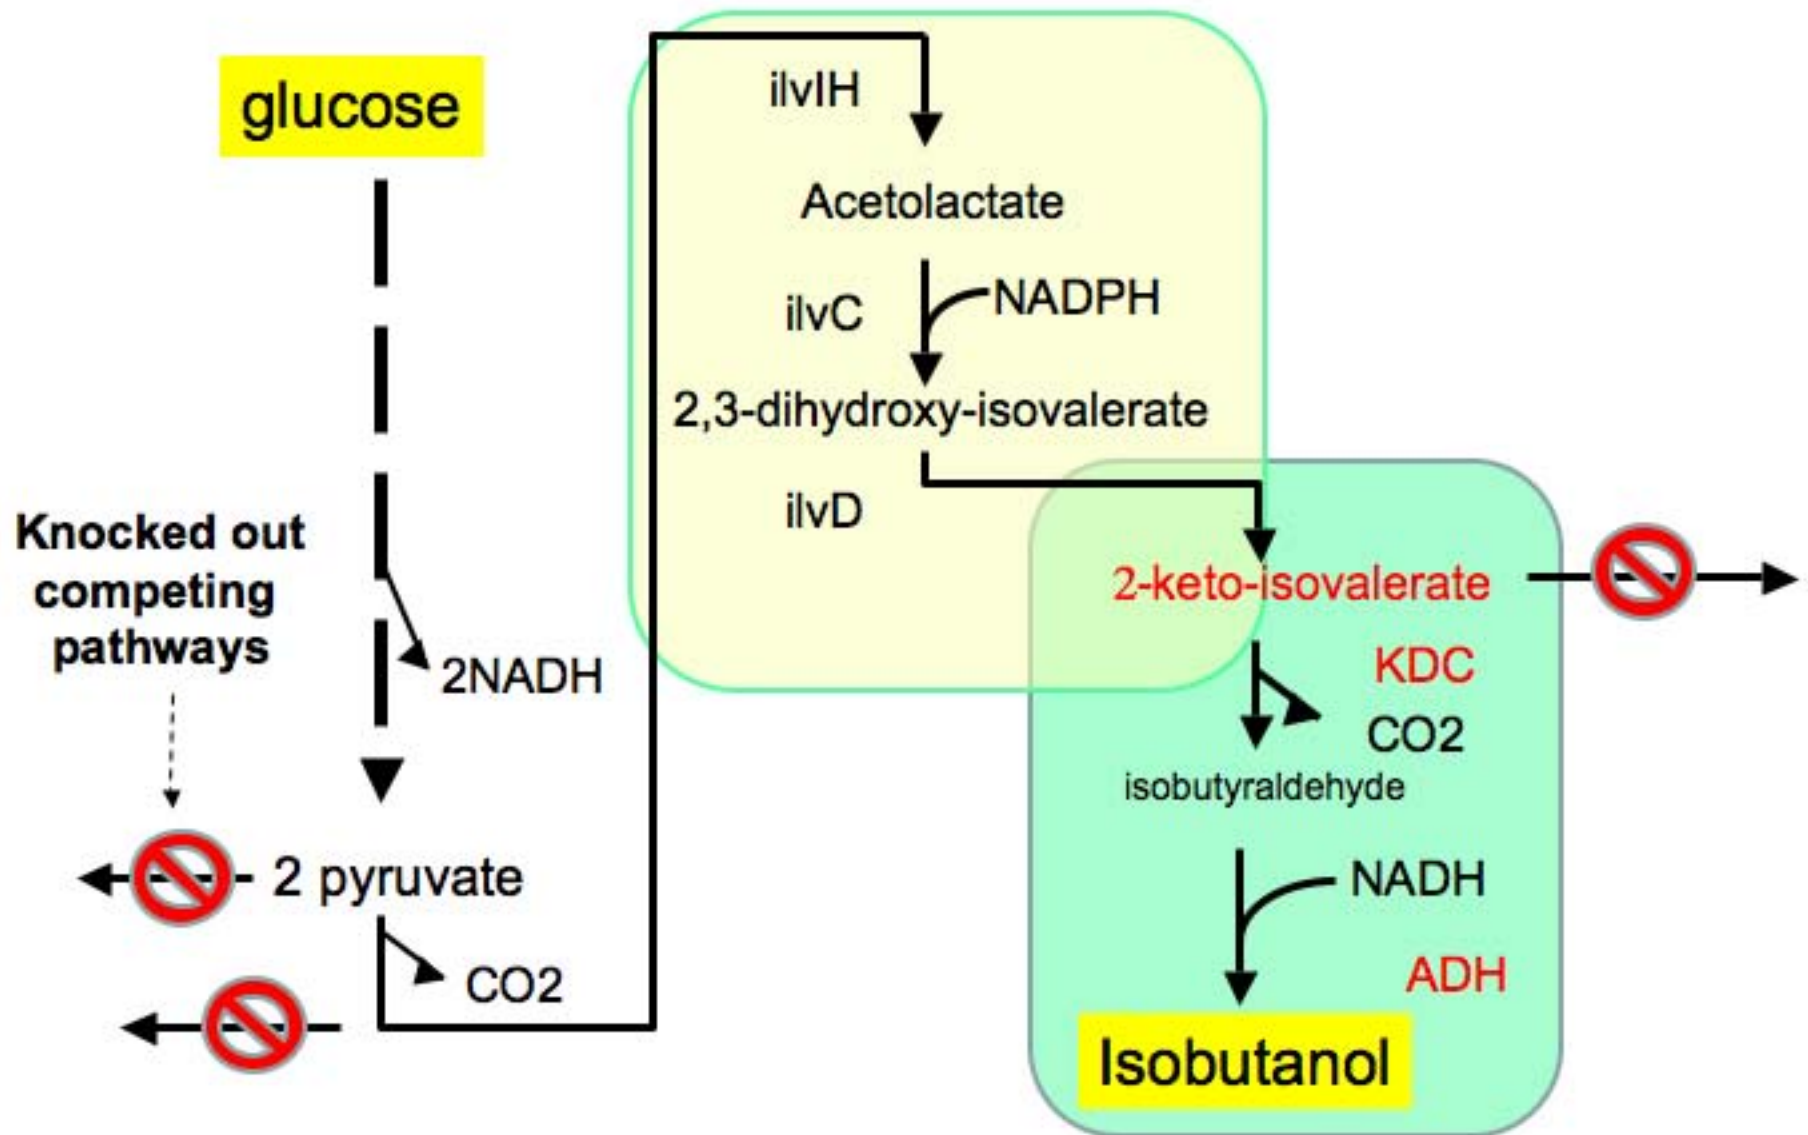 glucose
Knocked out
competing
pathways
2NADH
2 pyruvate
CO2
ilvIH
Acetolactate
ilvC
NADPH
2,3-dihydroxy-isovalerate
ilvD
2-keto-isovalerate
KDC
CO2
isobutyraldehyde
NADH
ADH
Isobutanol